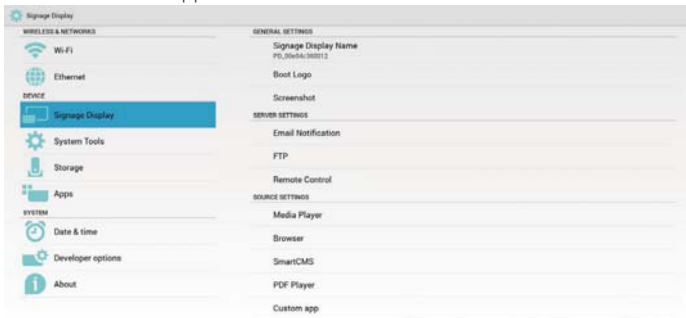 Signage Display
WIRELESS & NETWORKS
Wi-Fi
Ethernet
DEVICE
Signage Display
System Tools
Storage
Apps
SYSTEM
Date & time
Developer options
About
GENERAL SETTINGS
Signage Display Name
Boot Logo
Screenshot
SERVER SETTINGS
Email Notification
FTP
Remote Control
SOURCE SETTINGS
Media Player
Browser
SmartCMS
PDF Player
Custom app